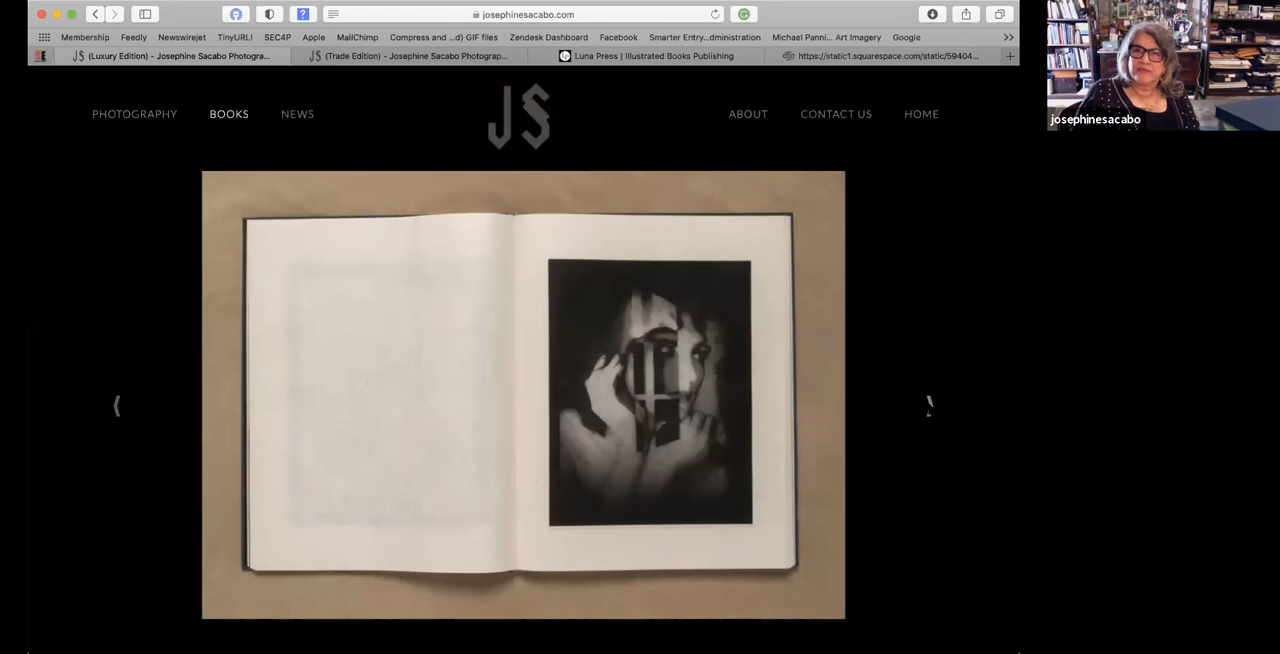 josephinesacabo.com
Membership Feedly Newswirejet TinyURL! SEC4P Apple MailChimp Compress and ...d) GIF files Zendesk Dashboard Facebook Smarter Entry...dministration Michael Panni... Art Imagery Google
(Luxury Edition) - Josephine Sacabo Photogra... (Trade Edition) - Josephine Sacabo Photograp... Luna Press | Illustrated Books Publishing https://static1.squarespace.com/static/59404...
PHOTOGRAPHY BOOKS NEWS JS ABOUT CONTACT US HOME
josephinesacabo